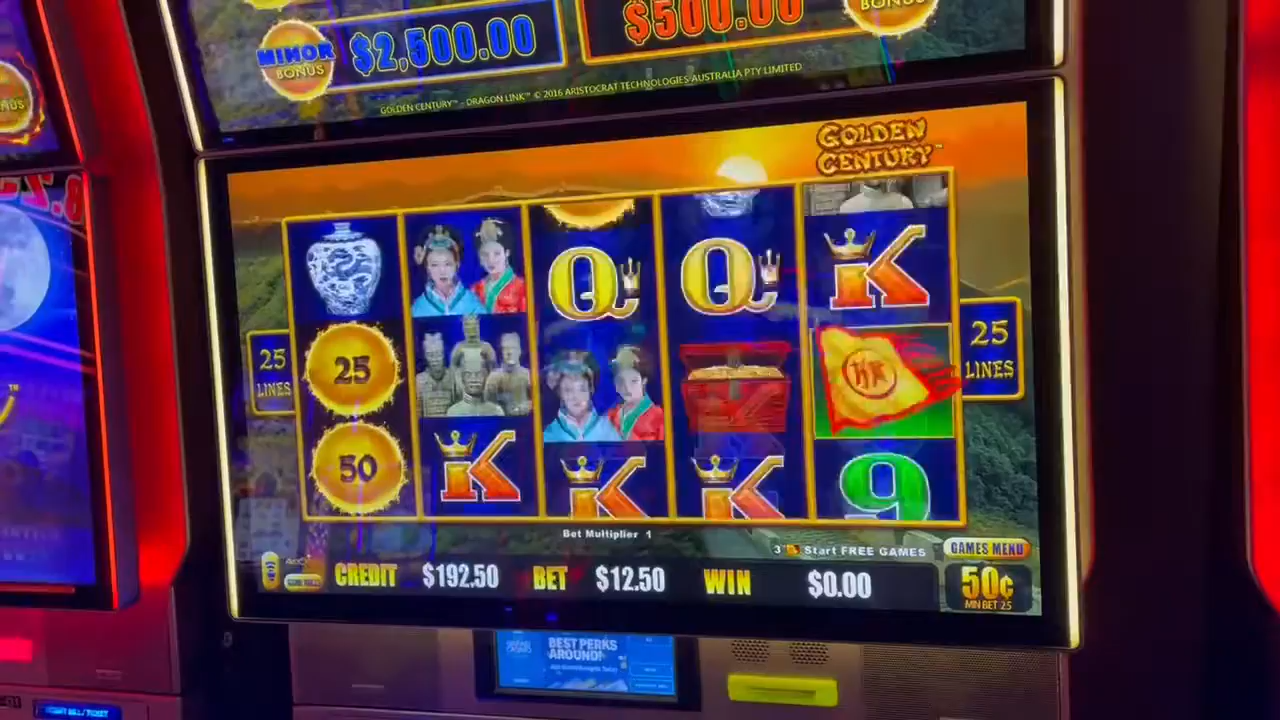 MINOR
BONUS
$2,500.00
$500.00
BONUS
GOLDEN CENTURY™ - DRAGON LINK™ © 2016 ARISTOCRAT TECHNOLOGIES AUSTRALIA PTY LIMITED
GOLDEN
CENTURY™
Q
Q
K
25
LINES
25
25
LINES
50
K
K
K
9
Bet Multiplier 1
3 Start FREE GAMES
GAMES MENU
CREDIT $192.50
BET $12.50
WIN $0.00
50¢
MIN BET 25
BEST PERKS
AROUND!